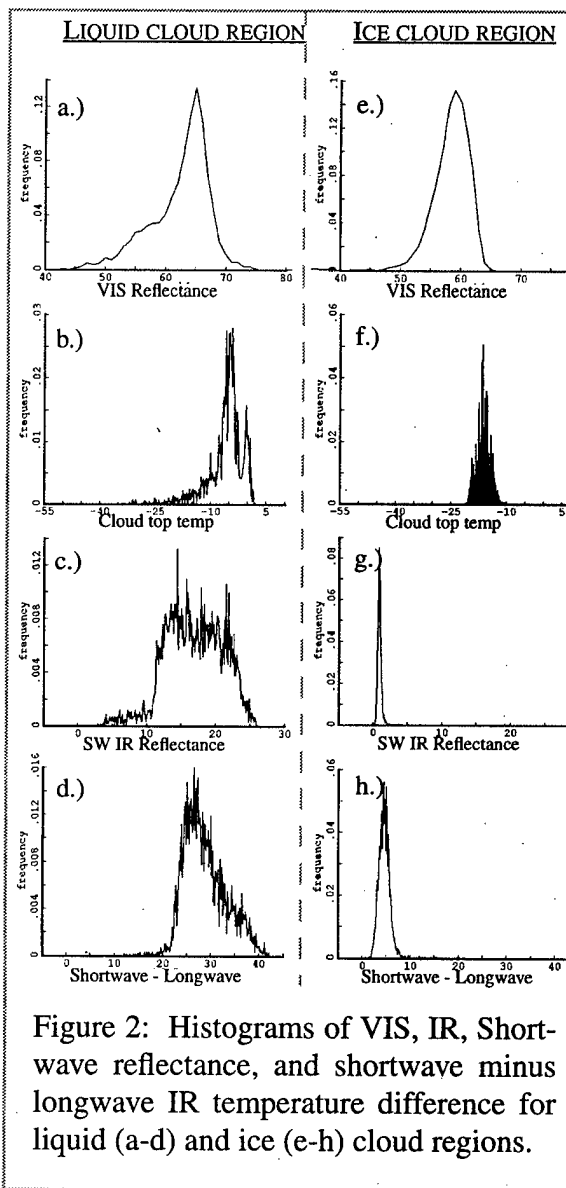 LIQUID CLOUD REGION
ICE CLOUD REGION
a.)
frequency
0 .04 .08 .12
40 50 60 70 80
VIS Reflectance
e.)
frequency
0 .04 .08 .12 .16
40 50 60 70
VIS Reflectance
b.)
frequency
0 .01 .02 .03
-55 -40 -25 -10 5
Cloud top temp
f.)
frequency
0 .02 .04 .06
-55 -40 -25 -10 5
Cloud top temp
c.)
frequency
0 .004 .008 .012
0 10 20 30
SW IR Reflectance
g.)
frequency
0 .02 .04 .06 .08
0 10 20
SW IR Reflectance
d.)
frequency
0 .004 .008 .012 .016
0 10 20 30 40
Shortwave - Longwave
h.)
frequency
0 .02 .04 .06
0 10 20 30 40
Shortwave - Longwave
Figure 2: Histograms of VIS, IR, Short-
wave reflectance, and shortwave minus
longwave IR temperature difference for
liquid (a-d) and ice (e-h) cloud regions.